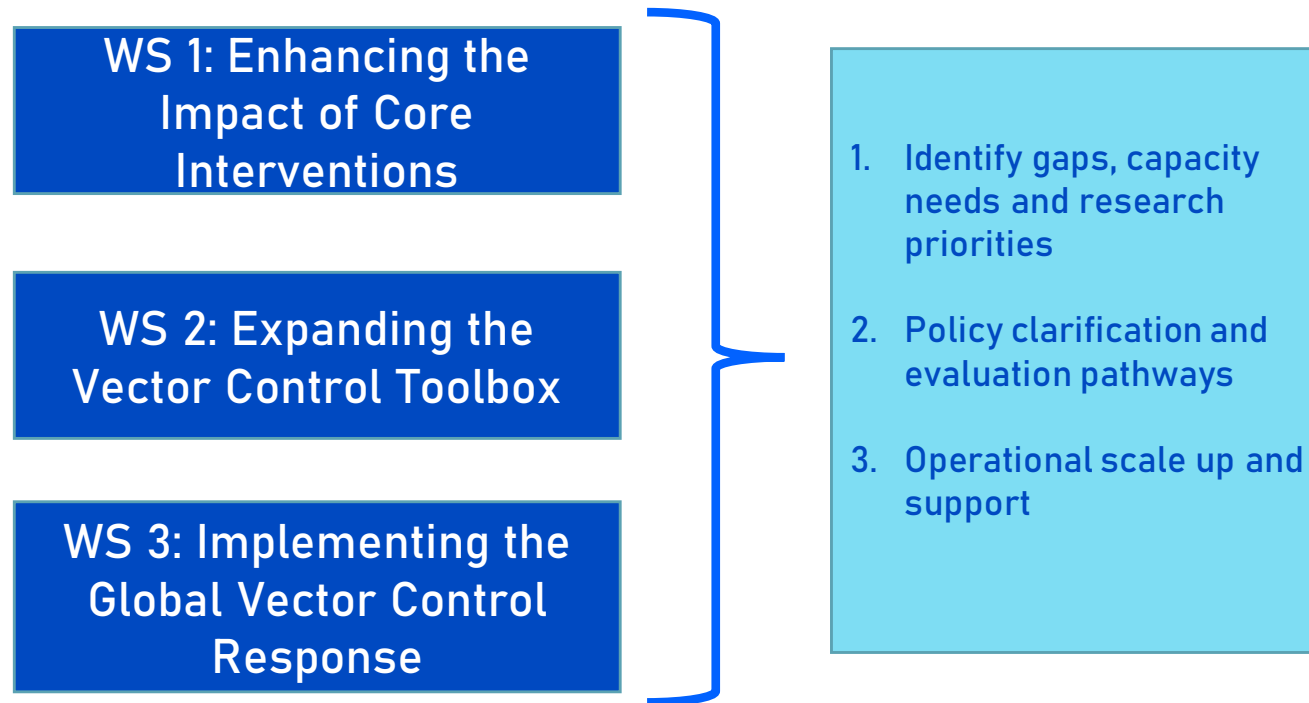 WS 1: Enhancing the
Impact of Core
Interventions
WS 2: Expanding the
Vector Control Toolbox
WS 3: Implementing the
Global Vector Control
Response
1. Identify gaps, capacity
needs and research
priorities
2. Policy clarification and
evaluation pathways
3. Operational scale up and
support